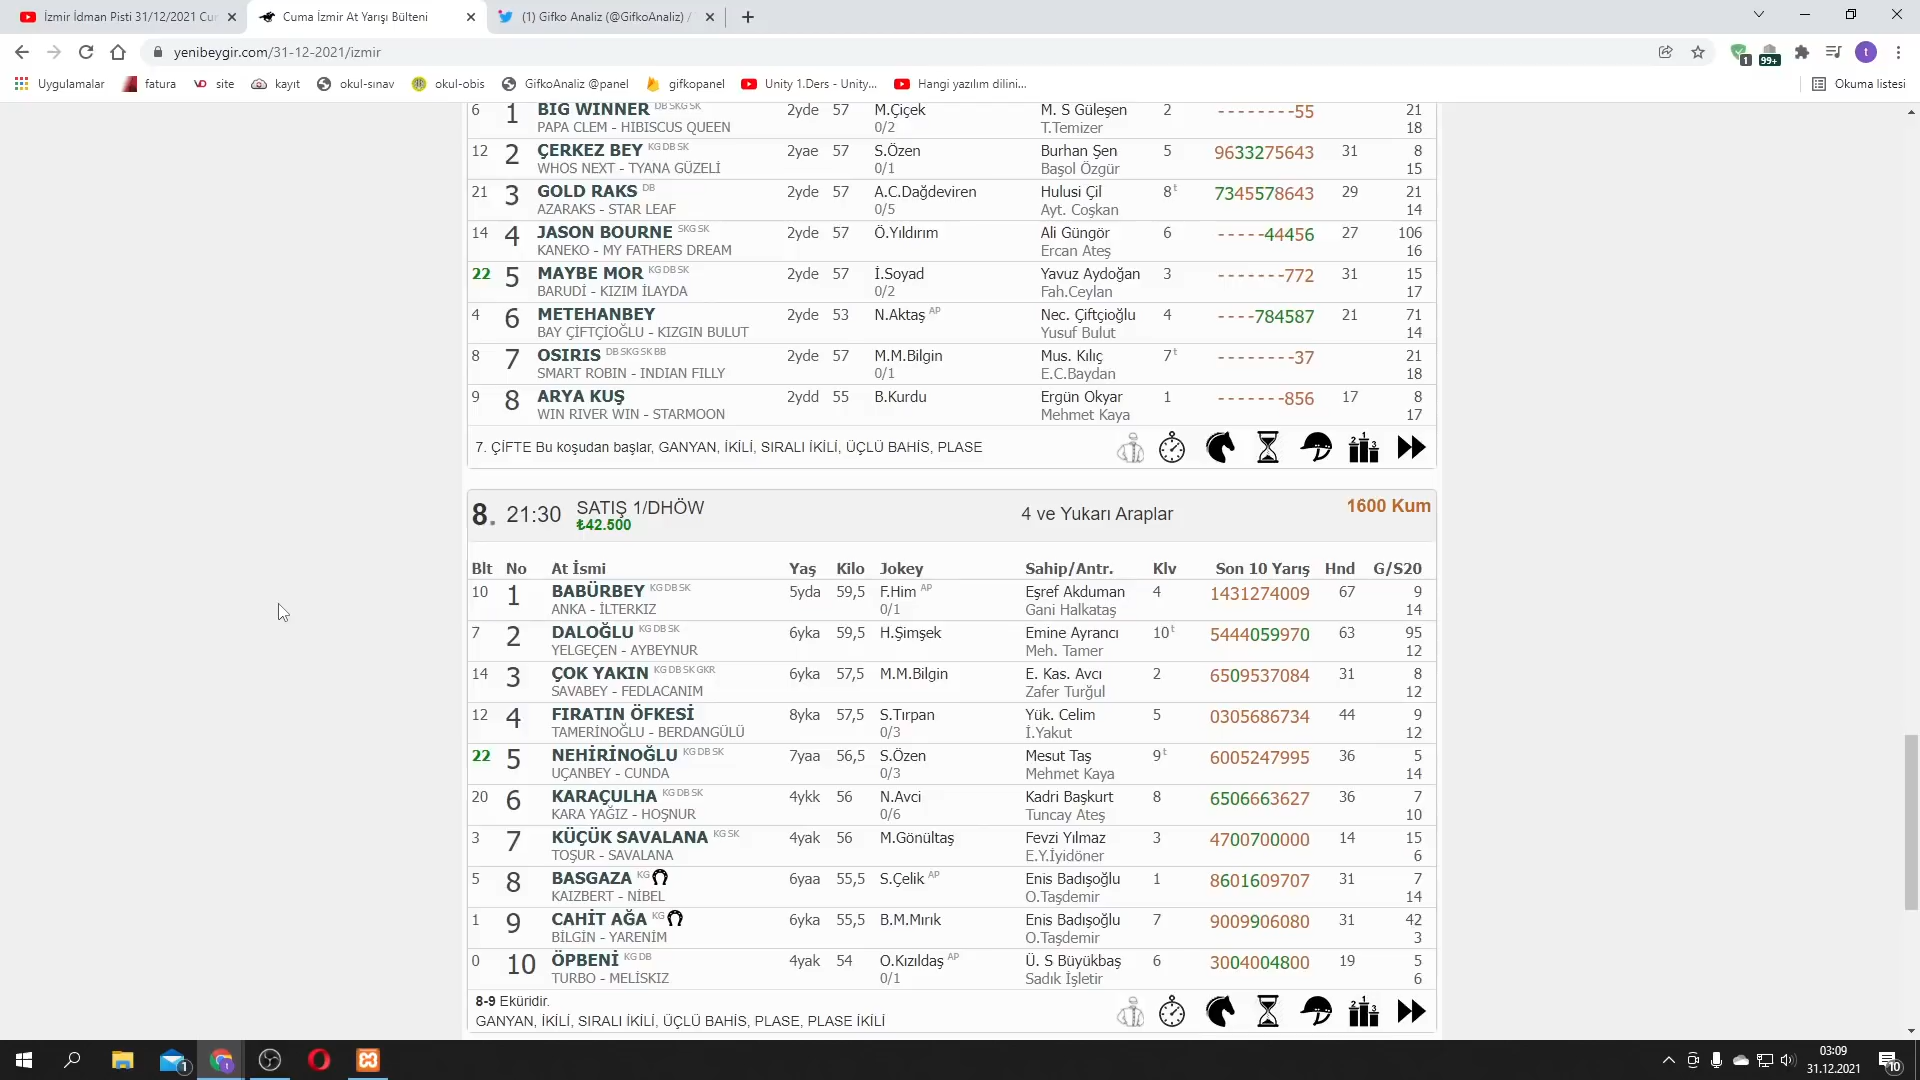 İzmir İdman Pisti 31/12/2021 Cu
Cuma İzmir At Yarışı Bülteni
(1) Gifko Analiz (@GifkoAnaliz) /
yenibeygir.com/31-12-2021/izmir
1
99+
t
Uygulamalar fatura VD site kayıt okul-sınav okul-obis GifkoAnaliz @panel gifkopanel Unity 1.Ders - Unity... Hangi yazılım dilini... Okuma listesi
6 1 BIG WINNER DB SKG SK 2yde 57 M.Çiçek M. S Güleşen 2 --------55 21
PAPA CLEM - HIBISCUS QUEEN 0/2 T.Temizer 18
12 2 ÇERKEZ BEY KG DB SK 2yae 57 S.Özen Burhan Şen 5 9633275643 31 8
WHOS NEXT - TYANA GÜZELİ 0/1 Başol Özgür 15
21 3 GOLD RAKS DB 2yde 57 A.C.Dağdeviren Hulusi Çil 8t 7345578643 29 21
AZARAKS - STAR LEAF 0/5 Ayt. Coşkan 14
14 4 JASON BOURNE SKG SK 2yde 57 Ö.Yıldırım Ali Güngör 6 -----44456 27 106
KANEKO - MY FATHERS DREAM Ercan Ateş 16
22 5 MAYBE MOR KG DB SK 2yde 57 İ.Soyad Yavuz Aydoğan 3 -------772 31 15
BARUDİ - KIZIM İLAYDA 0/2 Fah.Ceylan 17
4 6 METEHANBEY 2yde 53 N.Aktaş AP Nec. Çiftçioğlu 4 ----784587 21 71
BAY ÇİFTÇİOĞLU - KIZGIN BULUT Yusuf Bulut 14
8 7 OSIRIS DB SKG SK BB 2yde 57 M.M.Bilgin Mus. Kılıç 7t --------37 21
SMART ROBIN - INDIAN FILLY 0/1 E.C.Baydan 18
9 8 ARYA KUŞ 2ydd 55 B.Kurdu Ergün Okyar 1 -------856 17 8
WIN RIVER WIN - STARMOON Mehmet Kaya 17
7. ÇİFTE Bu koşudan başlar, GANYAN, İKİLİ, SIRALI İKİLİ, ÜÇLÜ BAHİS, PLASE
8. 21:30 SATIŞ 1/DHÖW 4 ve Yukarı Araplar 1600 Kum
₺42.500
Blt No At İsmi Yaş Kilo Jokey Sahip/Antr. Klv Son 10 Yarış Hnd G/S20
10 1 BABÜRBEY KG DB SK 5yda 59,5 F.Him AP Eşref Akduman 4 1431274009 67 9
ANKA - İLTERKIZ 0/1 Gani Halkataş 14
7 2 DALOĞLU KG DB SK 6yka 59,5 H.Şimşek Emine Ayrancı 10t 5444059970 63 95
YELGEÇEN - AYBEYNUR Meh. Tamer 12
14 3 ÇOK YAKIN KG DB SK GKR 6yka 57,5 M.M.Bilgin E. Kas. Avcı 2 6509537084 31 8
SAVABEY - FEDLACANIM Zafer Turğul 12
12 4 FIRATIN ÖFKESİ 8yka 57,5 S.Tırpan Yük. Celim 5 0305686734 44 9
TAMERİNOĞLU - BERDANGÜLÜ 0/3 İ.Yakut 12
22 5 NEHİRİNOĞLU KG DB SK 7yaa 56,5 S.Özen Mesut Taş 9t 6005247995 36 5
UÇANBEY - CUNDA 0/3 Mehmet Kaya 14
20 6 KARAÇULHA KG DB SK 4ykk 56 N.Avci Kadri Başkurt 8 6506663627 36 7
KARA YAĞIZ - HOŞNUR 0/6 Tuncay Ateş 10
3 7 KÜÇÜK SAVALANA KG SK 4yak 56 M.Gönültaş Fevzi Yılmaz 3 4700700000 14 15
TOŞUR - SAVALANA E.Y.İyidöner 6
5 8 BASGAZA KG 6yaa 55,5 S.Çelik AP Enis Badışoğlu 1 8601609707 31 7
KAIZBERT - NİBEL O.Taşdemir 14
1 9 CAHİT AĞA KG 6yka 55,5 B.M.Mırık Enis Badışoğlu 7 9009906080 31 42
BİLGİN - YARENİM O.Taşdemir 3
0 10 ÖPBENİ KG DB 4yak 54 O.Kızıldaş AP Ü. S Büyükbaş 6 3004004800 19 5
TURBO - MELİSKIZ 0/1 Sadık İşletir 6
8-9 Eküridir.
GANYAN, İKİLİ, SIRALI İKİLİ, ÜÇLÜ BAHİS, PLASE, PLASE İKİLİ
03:09
31.12.2021
10